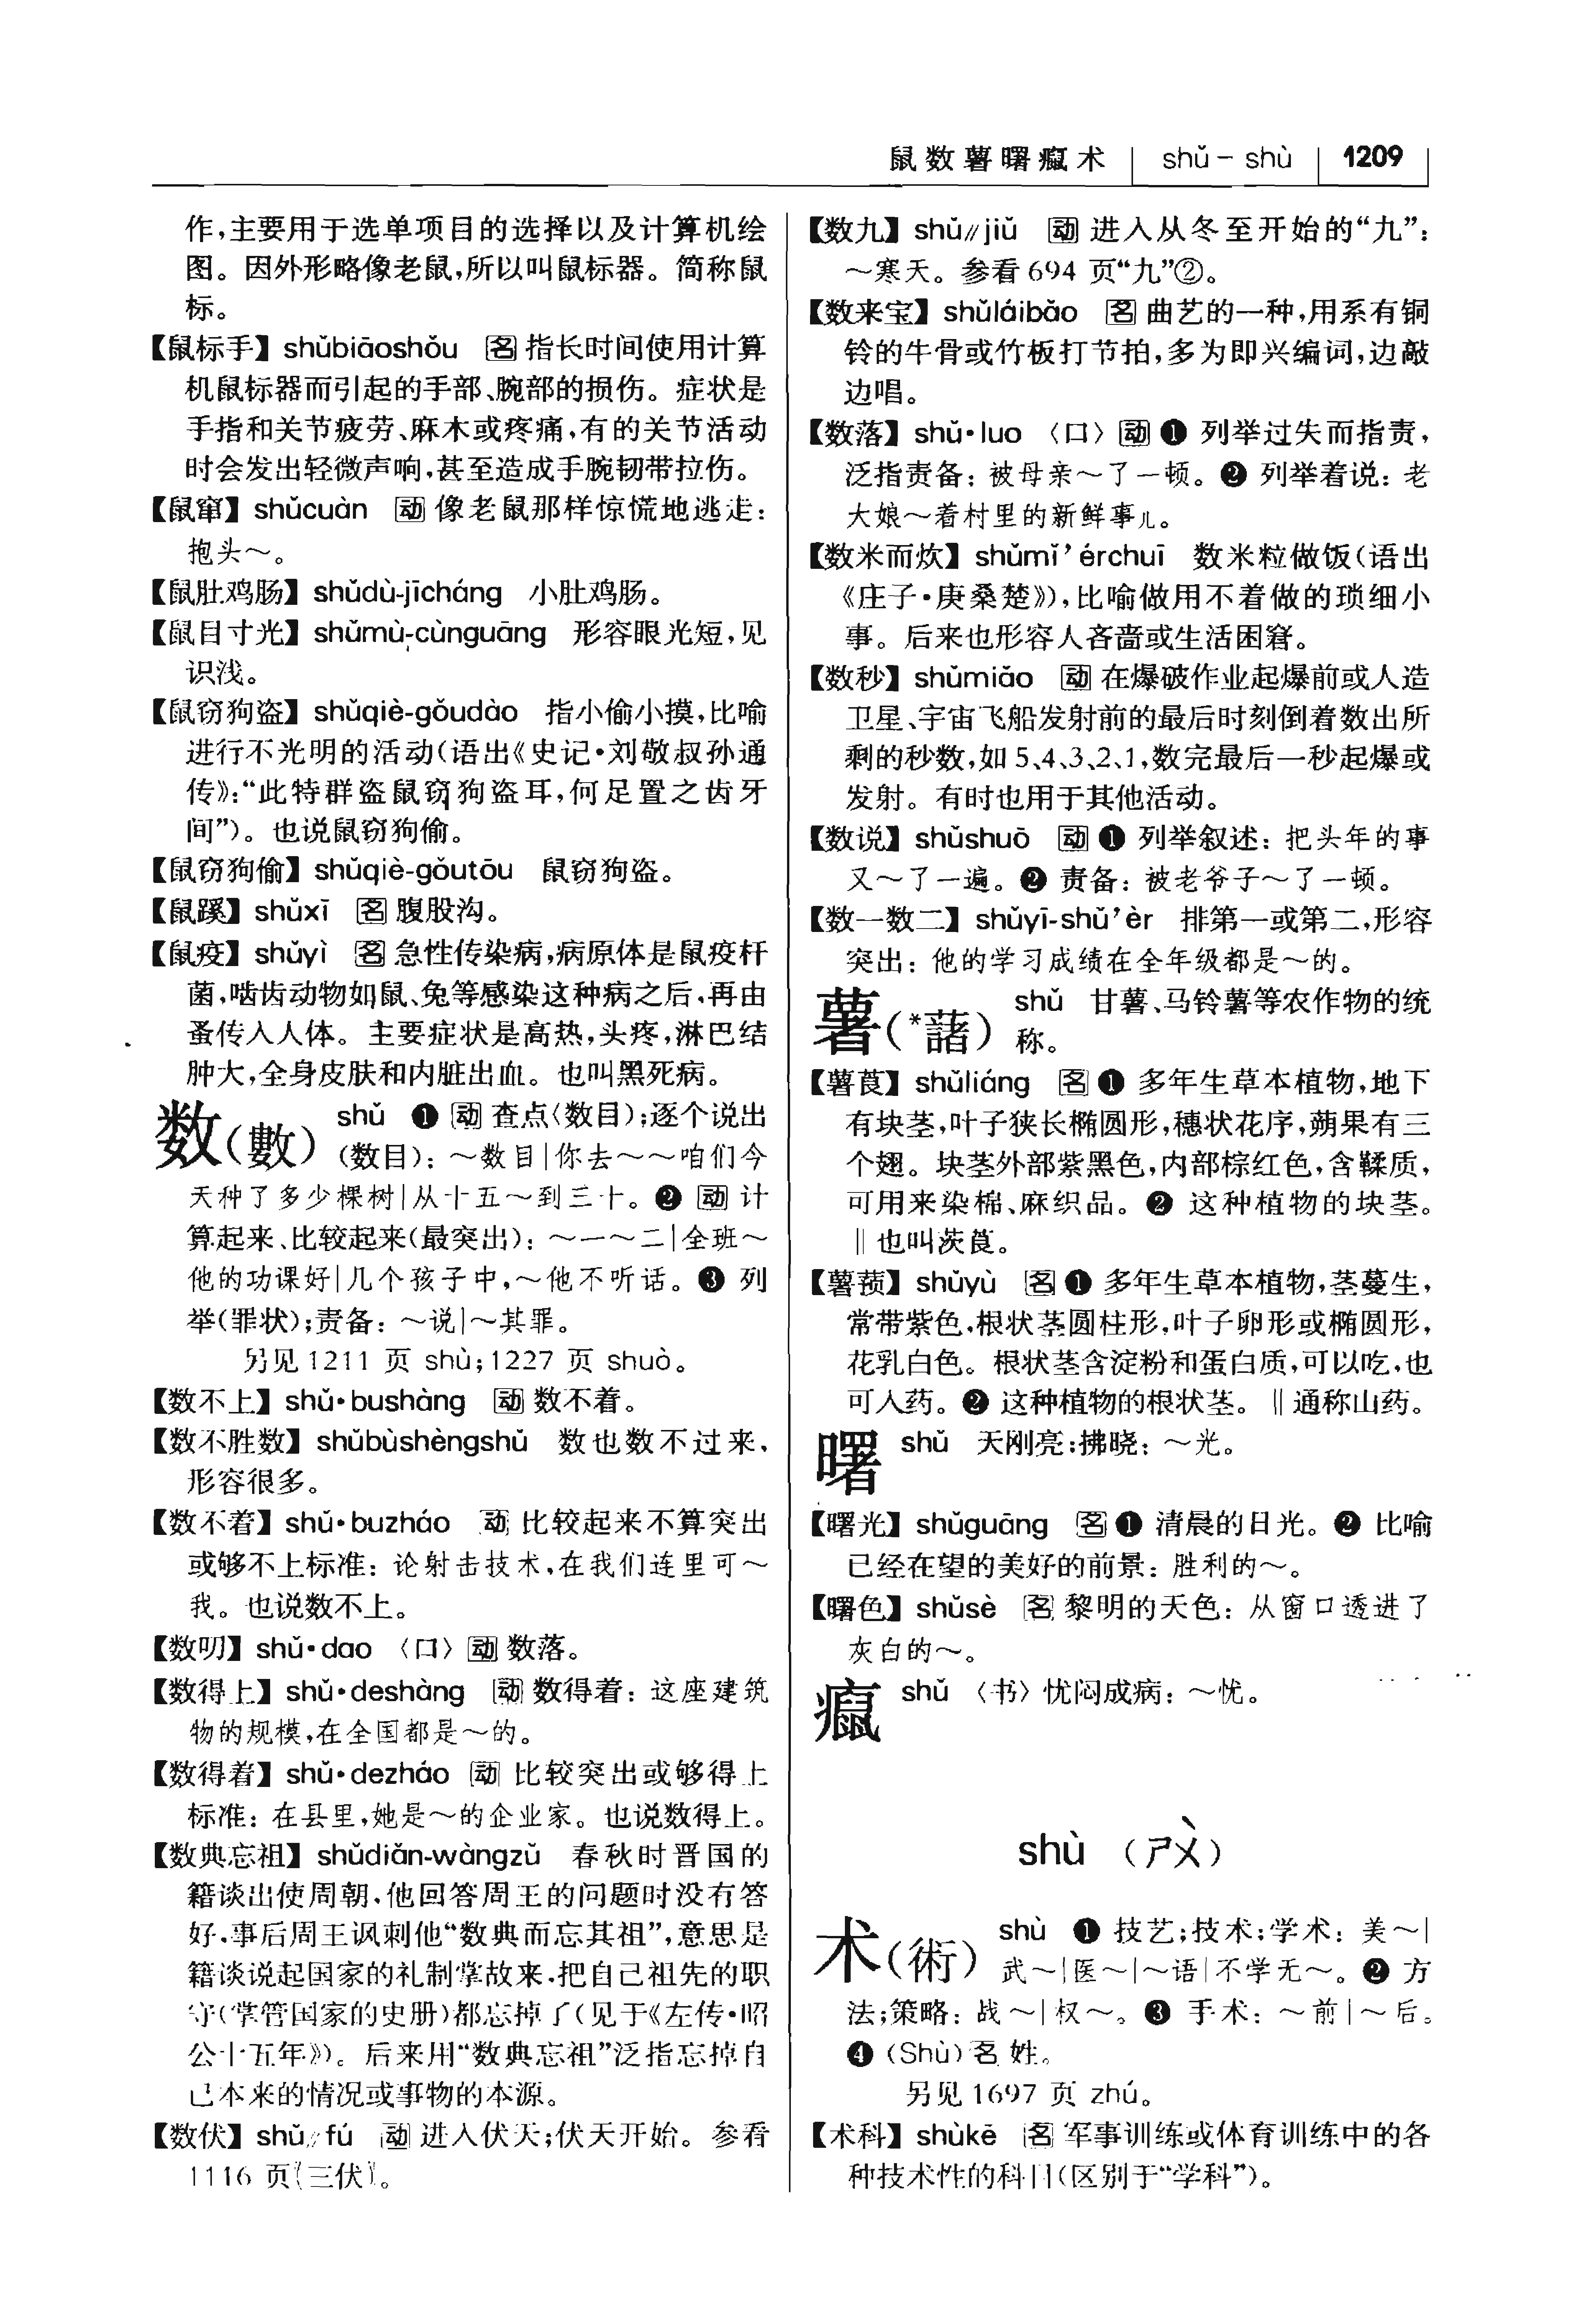 鼠数薯曙癙术 shǔ－shù 1209
作，主要用于选单项目的选择以及计算机绘
图。因外形略像老鼠，所以叫鼠标器。简称鼠
标。
【鼠标手】shǔbiāoshǒu 名 指长时间使用计算
机鼠标器而引起的手部、腕部的损伤。症状是
手指和关节疲劳、麻木或疼痛，有的关节活动
时会发出轻微声响，甚至造成手腕韧带拉伤。
【鼠窜】shǔcuàn 动 像老鼠那样惊慌地逃走：
抱头～。
【鼠肚鸡肠】shǔdù-jīcháng 小肚鸡肠。
【鼠目寸光】shǔmù-cùnguāng 形容眼光短，见
识浅。
【鼠窃狗盗】shǔqiè-gǒudào 指小偷小摸，比喻
进行不光明的活动（语出《史记·刘敬叔孙通
传》：“此特群盗鼠窃狗盗耳，何足置之齿牙
间”）。也说鼠窃狗偷。
【鼠窃狗偷】shǔqiè-gǒutōu 鼠窃狗盗。
【鼠蹊】shǔxī 名 腹股沟。
【鼠疫】shǔyì 名 急性传染病，病原体是鼠疫杆
菌，啮齿动物如鼠、兔等感染这种病之后，再由
蚤传入人体。主要症状是高热，头疼，淋巴结
肿大，全身皮肤和内脏出血。也叫黑死病。
数（數） shǔ ❶ 动 查点（数目）；逐个说出
（数目）：～数目|你去～～咱们今
天种了多少棵树|从十五～到三十。❷ 动 计
算起来、比较起来（最突出）：～一～二|全班～
他的功课好|几个孩子中，～他不听话。❸ 列
举（罪状）；责备：～说|～其罪。
另见1211 页 shù；1227 页 shuò。
【数不上】shǔ·bushàng 动 数不着。
【数不胜数】shǔbùshèngshǔ 数也数不过来，
形容很多。
【数不着】shǔ·buzháo 动 比较起来不算突出
或够不上标准：论射击技术，在我们连里可～
我。也说数不上。
【数叨】shǔ·dao 〈口〉 动 数落。
【数得上】shǔ·deshàng 动 数得着：这座建筑
物的规模，在全国都是～的。
【数得着】shǔ·dezháo 动 比较突出或够得上
标准：在县里，她是～的企业家。也说数得上。
【数典忘祖】shǔdiǎn-wàngzǔ 春秋时晋国的
籍谈出使周朝，他回答周王的问题时没有答
好，事后周王讽刺他“数典而忘其祖”，意思是
籍谈说起国家的礼制掌故来，把自己祖先的职
守（掌管国家的史册）都忘掉了（见于《左传·昭
公十五年》）。后来用“数典忘祖”泛指忘掉自
己本来的情况或事物的本源。
【数伏】shǔ∥fú 动 进入伏天；伏天开始。参看
1116 页〖三伏〗。
【数九】shǔ∥jiǔ 动 进入从冬至开始的“九”：
～寒天。参看694 页“九”②。
【数来宝】shǔláibǎo 名 曲艺的一种，用系有铜
铃的牛骨或竹板打节拍，多为即兴编词，边敲
边唱。
【数落】shǔ·luo 〈口〉 动 ❶ 列举过失而指责，
泛指责备：被母亲～了一顿。❷ 列举着说：老
大娘～着村里的新鲜事儿。
【数米而炊】shǔmǐ’érchuī 数米粒做饭（语出
《庄子·庚桑楚》），比喻做用不着做的琐细小
事。后来也形容人吝啬或生活困窘。
【数秒】shǔmiǎo 动 在爆破作业起爆前或人造
卫星、宇宙飞船发射前的最后时刻倒着数出所
剩的秒数，如5、4、3、2、1，数完最后一秒起爆或
发射。有时也用于其他活动。
【数说】shǔshuō 动 ❶ 列举叙述：把头年的事
又～了一遍。❷ 责备：被老爷子～了一顿。
【数一数二】shǔyī-shǔ’èr 排第一或第二，形容
突出：他的学习成绩在全年级都是～的。
薯（*藷） shǔ 甘薯、马铃薯等农作物的统
称。
【薯莨】shǔliáng 名 ❶ 多年生草本植物，地下
有块茎，叶子狭长椭圆形，穗状花序，蒴果有三
个翅。块茎外部紫黑色，内部棕红色，含鞣质，
可用来染棉、麻织品。❷ 这种植物的块茎。
‖也叫茨莨。
【薯蓣】shǔyù 名 ❶ 多年生草本植物，茎蔓生，
常带紫色，根状茎圆柱形，叶子卵形或椭圆形，
花乳白色。根状茎含淀粉和蛋白质，可以吃，也
可入药。❷ 这种植物的根状茎。‖通称山药。
曙 shǔ 天刚亮；拂晓：～光。
【曙光】shǔguāng 名 ❶ 清晨的日光。❷ 比喻
已经在望的美好的前景：胜利的～。
【曙色】shǔsè 名 黎明的天色：从窗口透进了
灰白的～。
癙 shǔ 〈书〉忧闷成病：～忧。
shù （ㄕㄨˋ）
术（術） shù ❶ 技艺；技术；学术：美～|
武～|医～|～语|不学无～。❷ 方
法；策略：战～|权～。❸ 手术：～前|～后。
❹（Shù）名 姓。
另见1697 页 zhú。
【术科】shùkē 名 军事训练或体育训练中的各
种技术性的科目（区别于“学科”）。